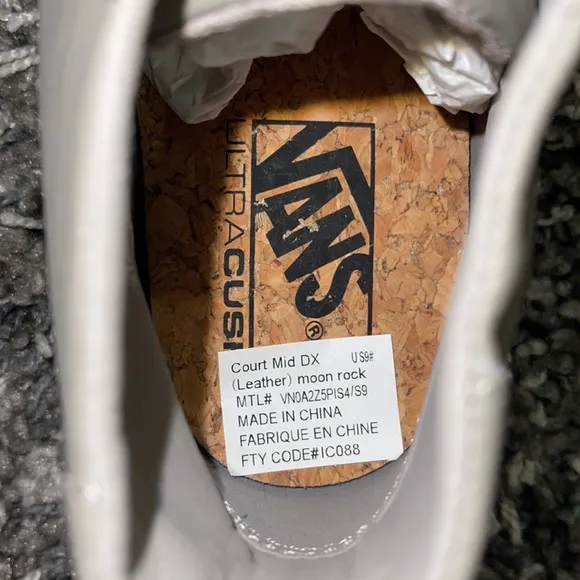 VANS
®
ULTRACUSH
Court Mid DX US9#
(Leather) moon rock
MTL# VN0A2Z5PIS4/S9
MADE IN CHINA
FABRIQUE EN CHINE
FTY CODE#IC088